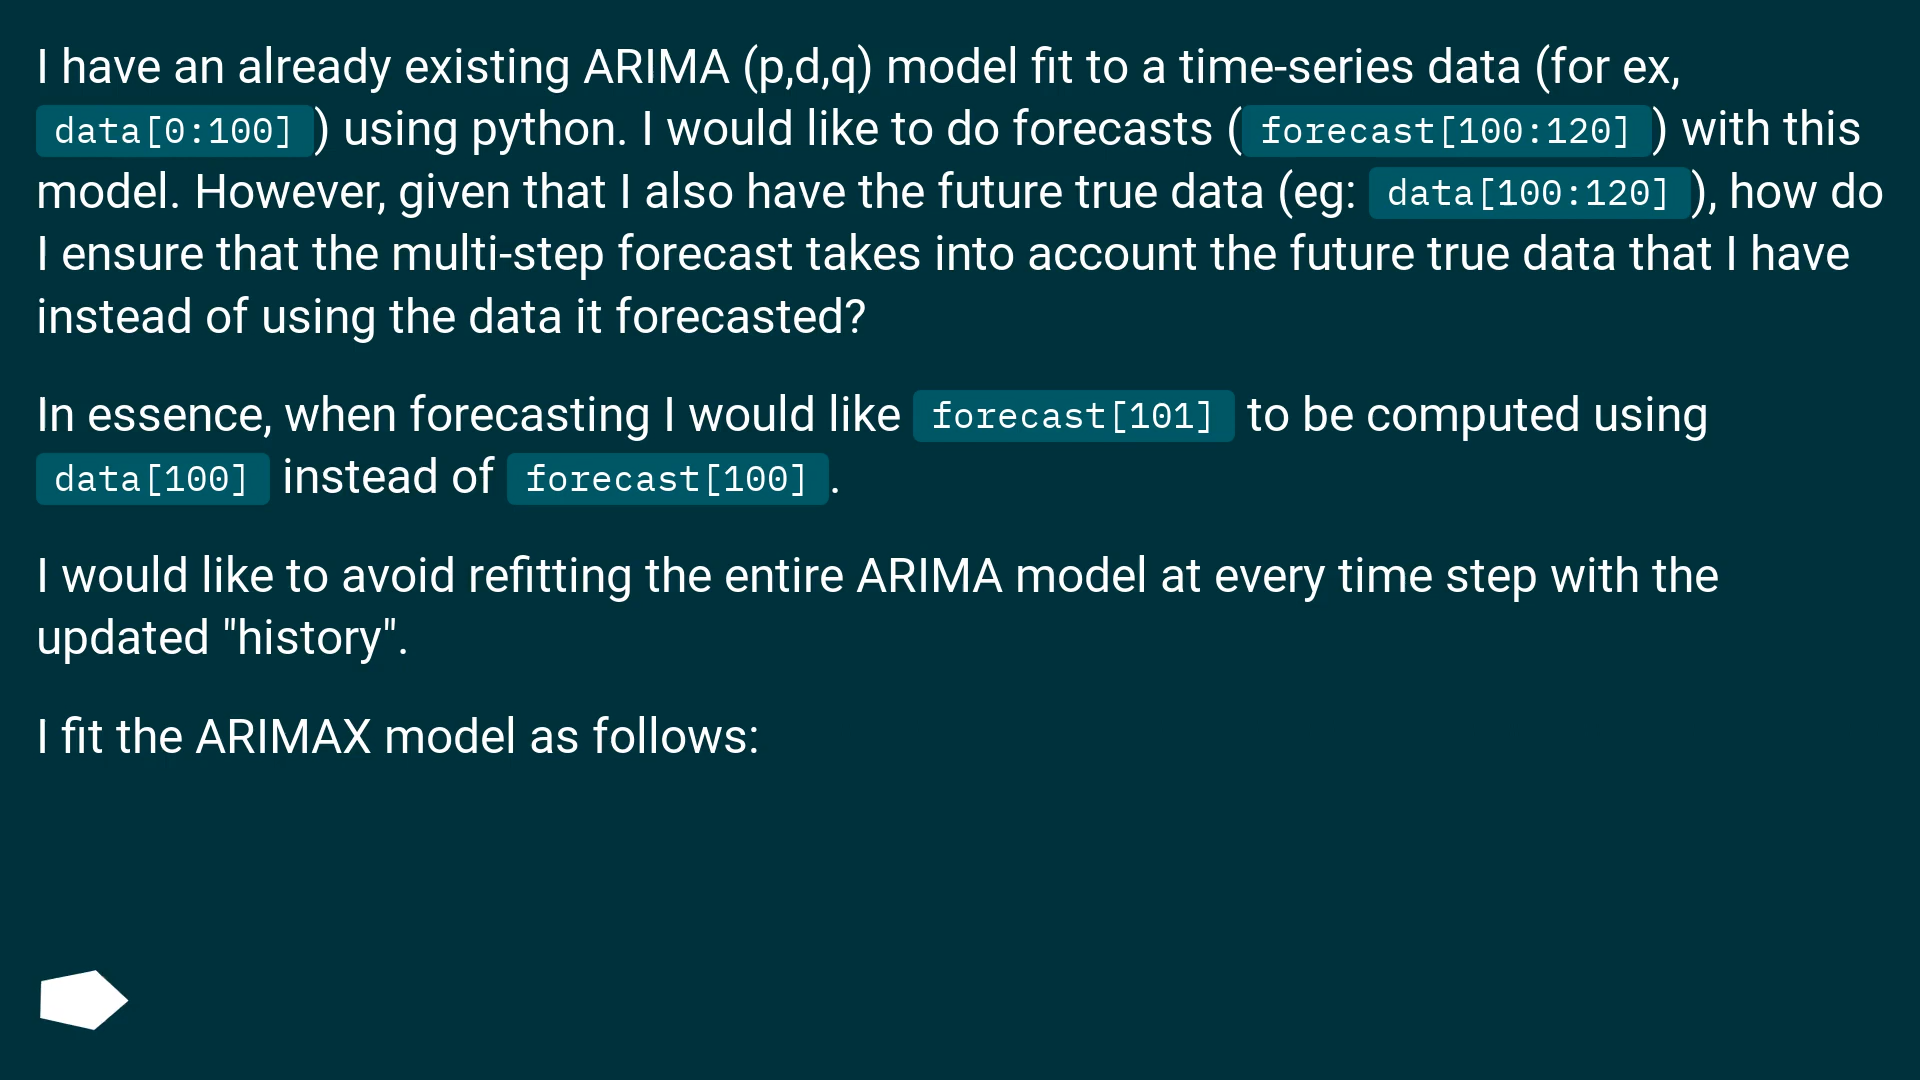 I have an already existing ARIMA (p,d,q) model fit to a time-series data (for ex,
data[0:100]) using python. I would like to do forecasts (forecast[100:120]) with this
model. However, given that I also have the future true data (eg: data[100:120]), how do
I ensure that the multi-step forecast takes into account the future true data that I have
instead of using the data it forecasted?
In essence, when forecasting I would like forecast[101] to be computed using
data[100] instead of forecast[100].
I would like to avoid refitting the entire ARIMA model at every time step with the
updated "history".
I fit the ARIMAX model as follows: